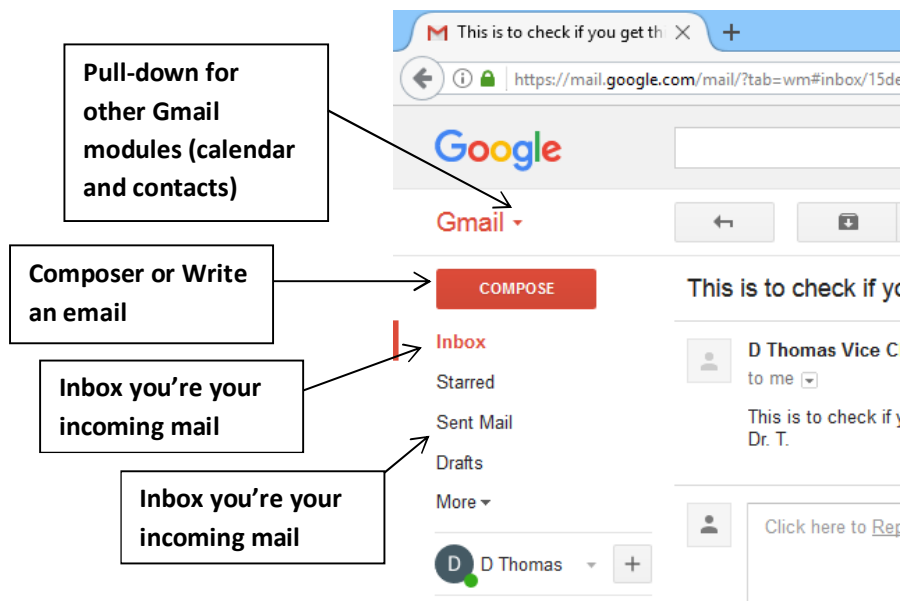 Pull-down for
other Gmail
modules (calendar
and contacts)
Composer or Write
an email
Inbox you're your
incoming mail
Inbox you're your
incoming mail
This is to check if you get thi
https://mail.google.com/mail/?tab=wm#inbox/15de
Google
Gmail
COMPOSE
Inbox
Starred
Sent Mail
Drafts
More
D D Thomas
This is to check if yo
D Thomas Vice C
to me
This is to check if y
Dr. T.
Click here to Rep